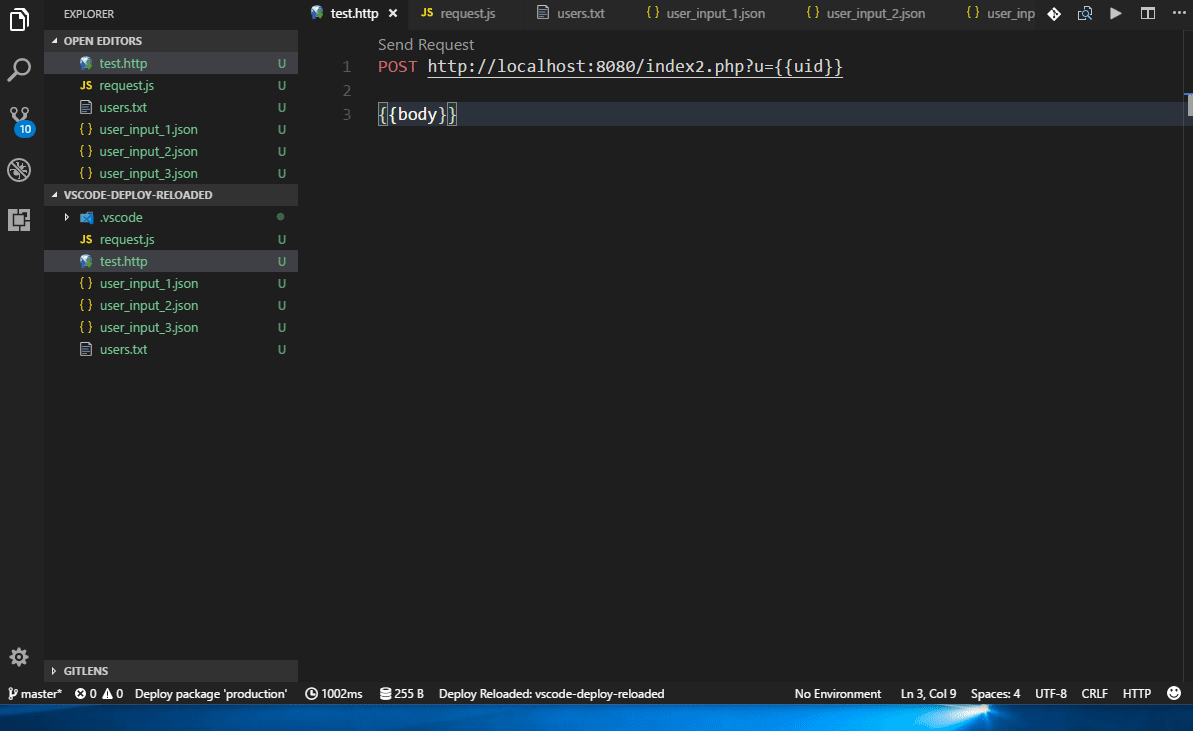 EXPLORER
OPEN EDITORS
test.http U
JS request.js U
users.txt U
{ } user_input_1.json U
{ } user_input_2.json U
{ } user_input_3.json U
VSCODE-DEPLOY-RELOADED
.vscode
JS request.js U
test.http U
{ } user_input_1.json U
{ } user_input_2.json U
{ } user_input_3.json U
users.txt U
GITLENS
10
test.http × JS request.js users.txt { } user_input_1.json { } user_input_2.json { } user_inp
Send Request
1 POST http://localhost:8080/index2.php?u={{uid}}
2
3 {{body}}
master* 0 0 Deploy package 'production' 1002ms 255 B Deploy Reloaded: vscode-deploy-reloaded No Environment Ln 3, Col 9 Spaces: 4 UTF-8 CRLF HTTP